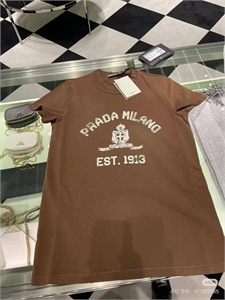 PRADA MILANO
EST. 1913